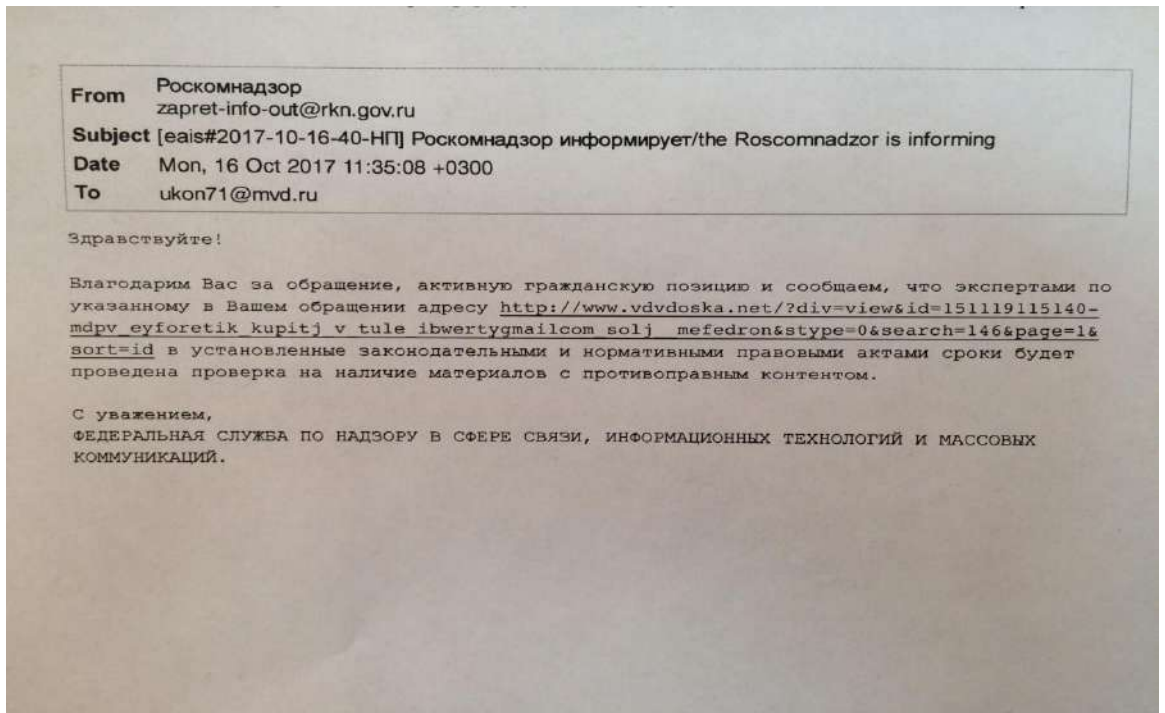 From Роскомнадзор
zapret-info-out@rkn.gov.ru
Subject [eais#2017-10-16-40-НП] Роскомнадзор информирует/the Roscomnadzor is informing
Date Mon, 16 Oct 2017 11:35:08 +0300
To ukon71@mvd.ru
Здравствуйте!
Благодарим Вас за обращение, активную гражданскую позицию и сообщаем, что экспертами по
указанному в Вашем обращении адресу http://www.vdvdoska.net/?div=view&id=151119115140-
mdpv_eyforetik_kupitj_v_tule_ibwertygmailcom_solj__mefedron&stype=0&search=146&page=1&
sort=id в установленные законодательными и нормативными правовыми актами сроки будет
проведена проверка на наличие материалов с противоправным контентом.
С уважением,
ФЕДЕРАЛЬНАЯ СЛУЖБА ПО НАДЗОРУ В СФЕРЕ СВЯЗИ, ИНФОРМАЦИОННЫХ ТЕХНОЛОГИЙ И МАССОВЫХ
КОММУНИКАЦИЙ.